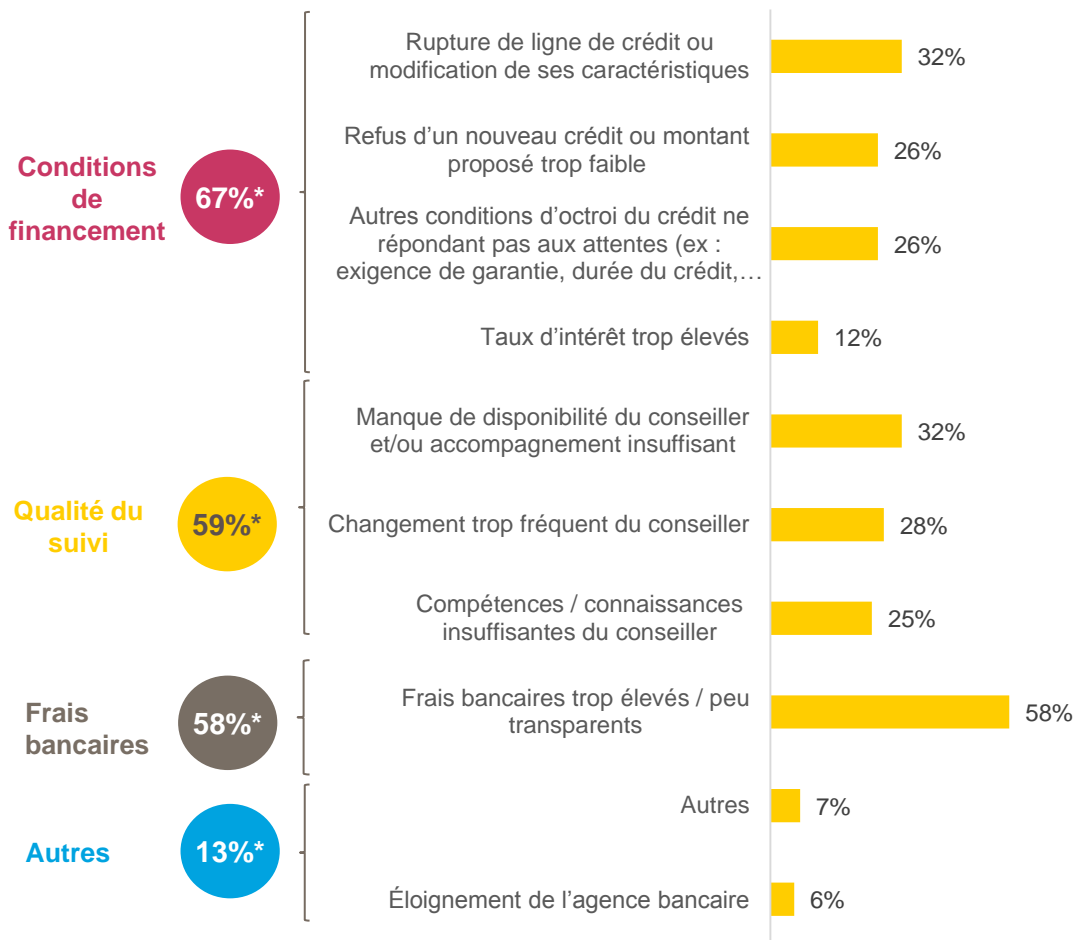 Conditions
de
financement
67%*
Rupture de ligne de crédit ou
modification de ses caractéristiques
32%
Refus d’un nouveau crédit ou montant
proposé trop faible
26%
Autres conditions d’octroi du crédit ne
répondant pas aux attentes (ex :
exigence de garantie, durée du crédit,…
26%
Taux d’intérêt trop élevés
12%
Qualité du
suivi
59%*
Manque de disponibilité du conseiller
et/ou accompagnement insuffisant
32%
Changement trop fréquent du conseiller
28%
Compétences / connaissances
insuffisantes du conseiller
25%
Frais
bancaires
58%*
Frais bancaires trop élevés / peu
transparents
58%
Autres
13%*
Autres
7%
Éloignement de l’agence bancaire
6%